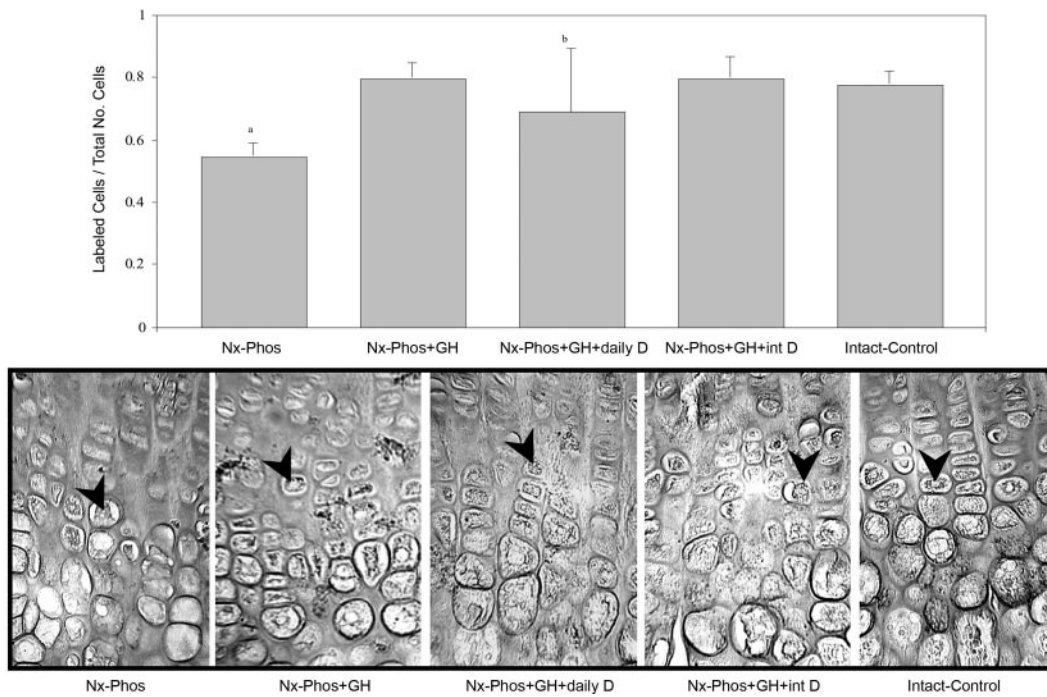 1
0.8
0.6
0.4
0.2
0
Labeled Cells / Total No. Cells
a
b
Nx-Phos
Nx-Phos+GH
Nx-Phos+GH+daily D
Nx-Phos+GH+int D
Intact-Control
Nx-Phos
Nx-Phos+GH
Nx-Phos+GH+daily D
Nx-Phos+GH+int D
Intact-Control